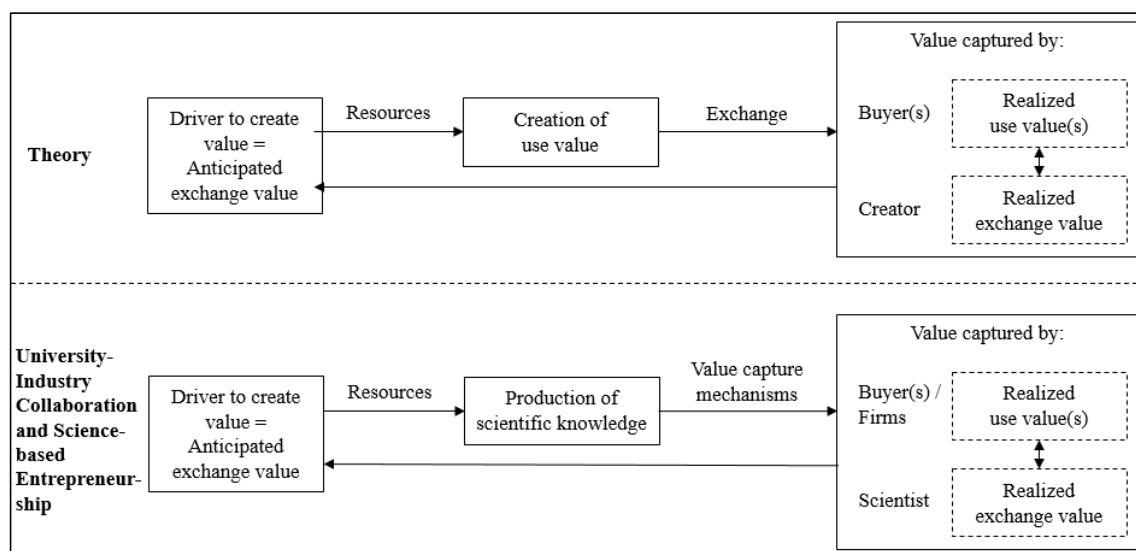 Theory
Driver to create
value =
Anticipated
exchange value
Resources
Creation of
use value
Exchange
Value captured by:
Buyer(s)
Realized
use value(s)
Creator
Realized
exchange value
University-
Industry
Collaboration
and Science-
based
Entrepreneur-
ship
Driver to create
value =
Anticipated
exchange value
Resources
Production of
scientific knowledge
Value capture
mechanisms
Value captured by:
Buyer(s) /
Firms
Realized
use value(s)
Scientist
Realized
exchange value